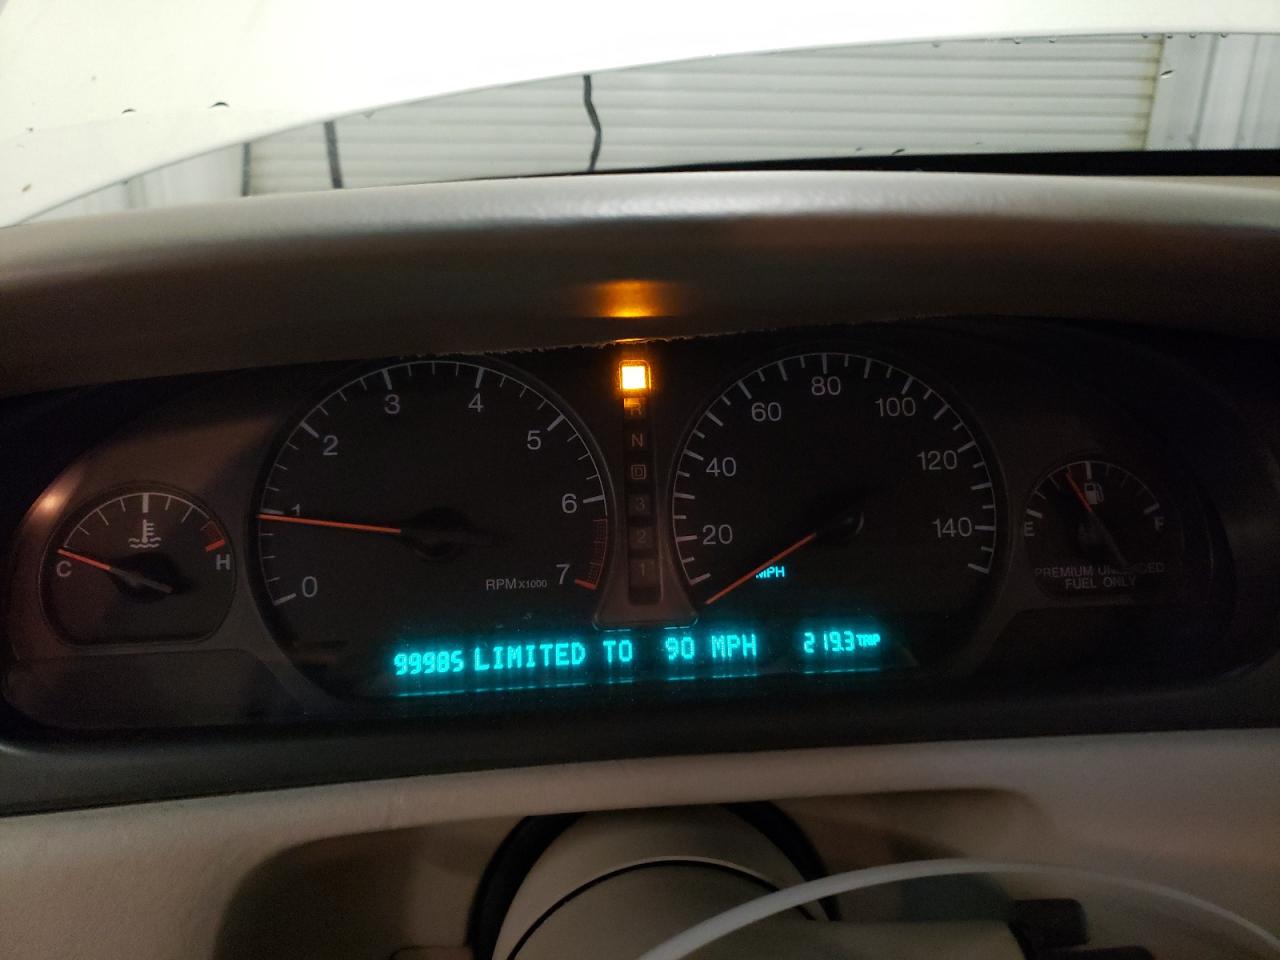 C
H
0
1
2
3
4
5
6
7
RPMX1000
R
N
D
3
2
1
20
40
60
80
100
120
140
MPH
E
F
PREMIUM UNLEADED
FUEL ONLY
99985 LIMITED TO 90 MPH 219.3 TRIP